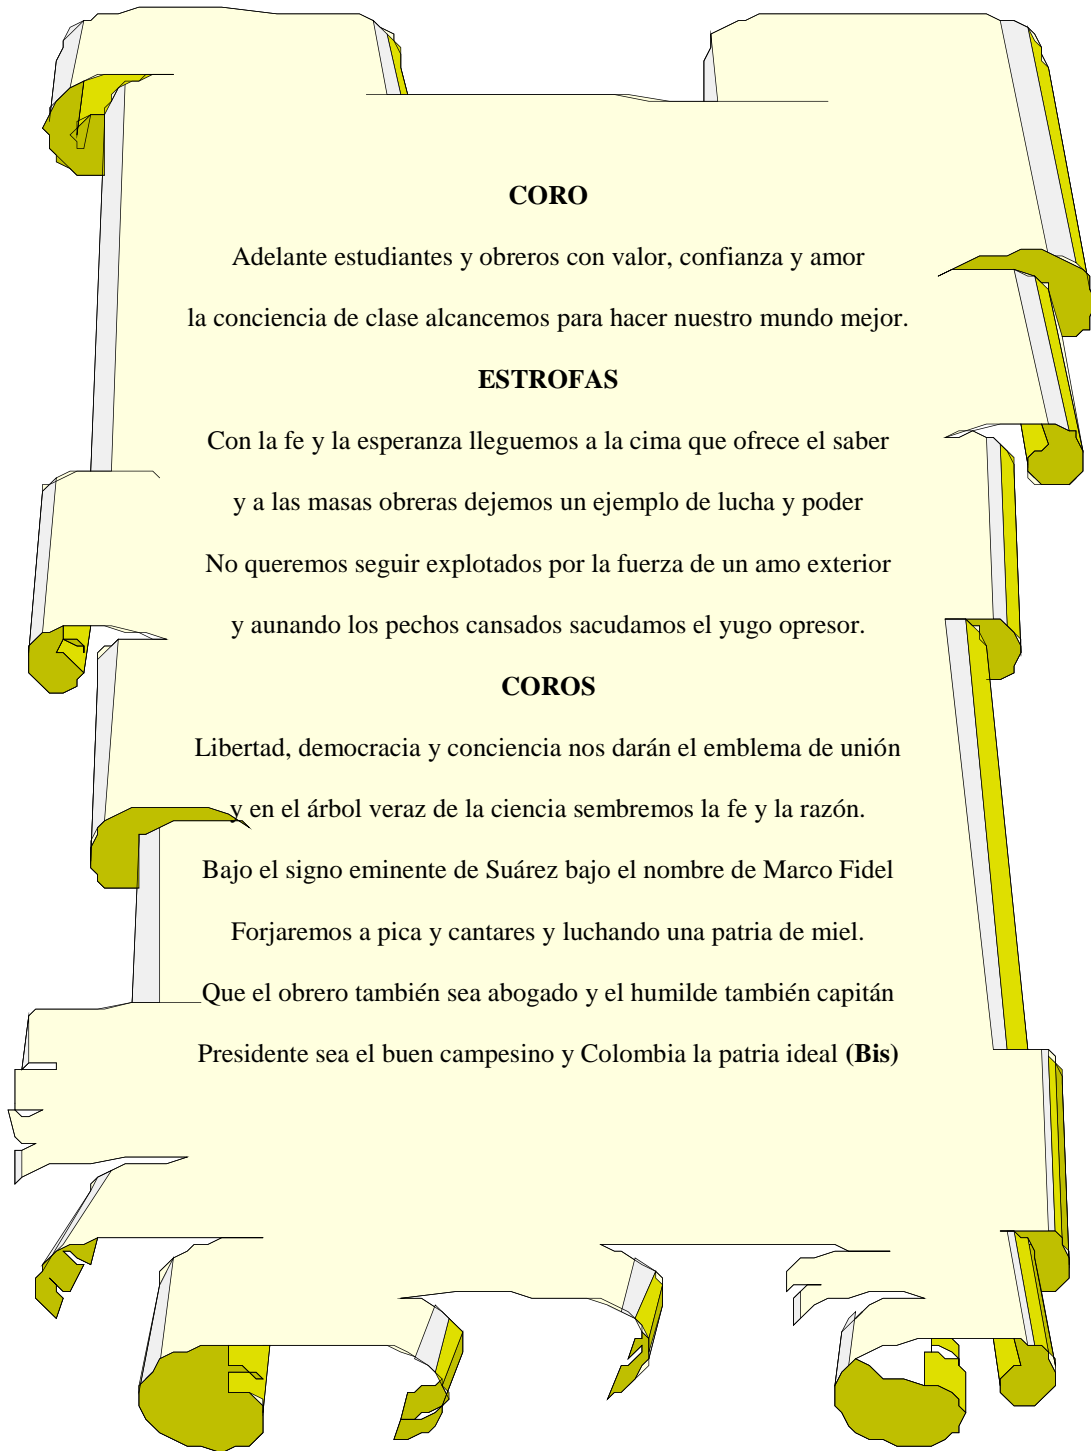 CORO
Adelante estudiantes y obreros con valor, confianza y amor
la conciencia de clase alcancemos para hacer nuestro mundo mejor.
ESTROFAS
Con la fe y la esperanza lleguemos a la cima que ofrece el saber
y a las masas obreras dejemos un ejemplo de lucha y poder
No queremos seguir explotados por la fuerza de un amo exterior
y aunando los pechos cansados sacudamos el yugo opresor.
COROS
Libertad, democracia y conciencia nos darán el emblema de unión
y en el árbol veraz de la ciencia sembremos la fe y la razón.
Bajo el signo eminente de Suárez bajo el nombre de Marco Fidel
Forjaremos a pica y cantares y luchando una patria de miel.
Que el obrero también sea abogado y el humilde también capitán
Presidente sea el buen campesino y Colombia la patria ideal (Bis)